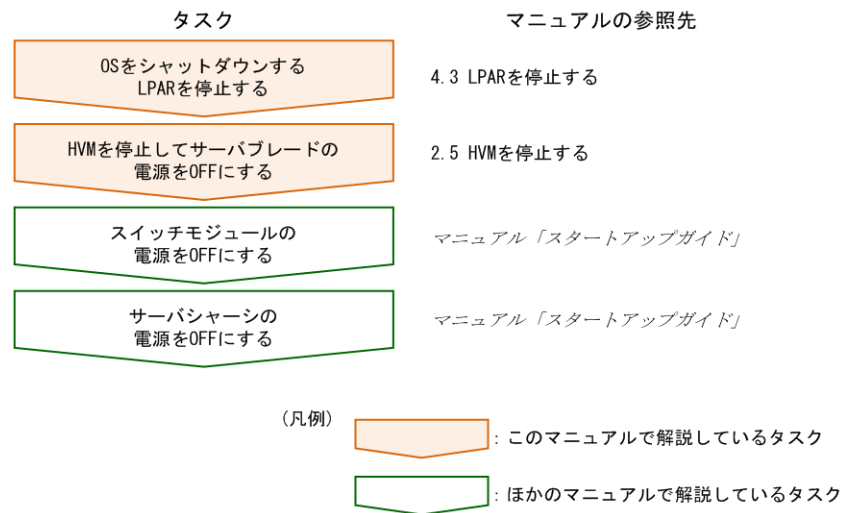 タスク
マニュアルの参照先
OSをシャットダウンする
LPARを停止する
4.3 LPARを停止する
HVMを停止してサーバブレードの
電源をOFFにする
2.5 HVMを停止する
スイッチモジュールの
電源をOFFにする
マニュアル「スタートアップガイド」
サーバシャーシの
電源をOFFにする
マニュアル「スタートアップガイド」
(凡例)
：このマニュアルで解説しているタスク
：ほかのマニュアルで解説しているタスク